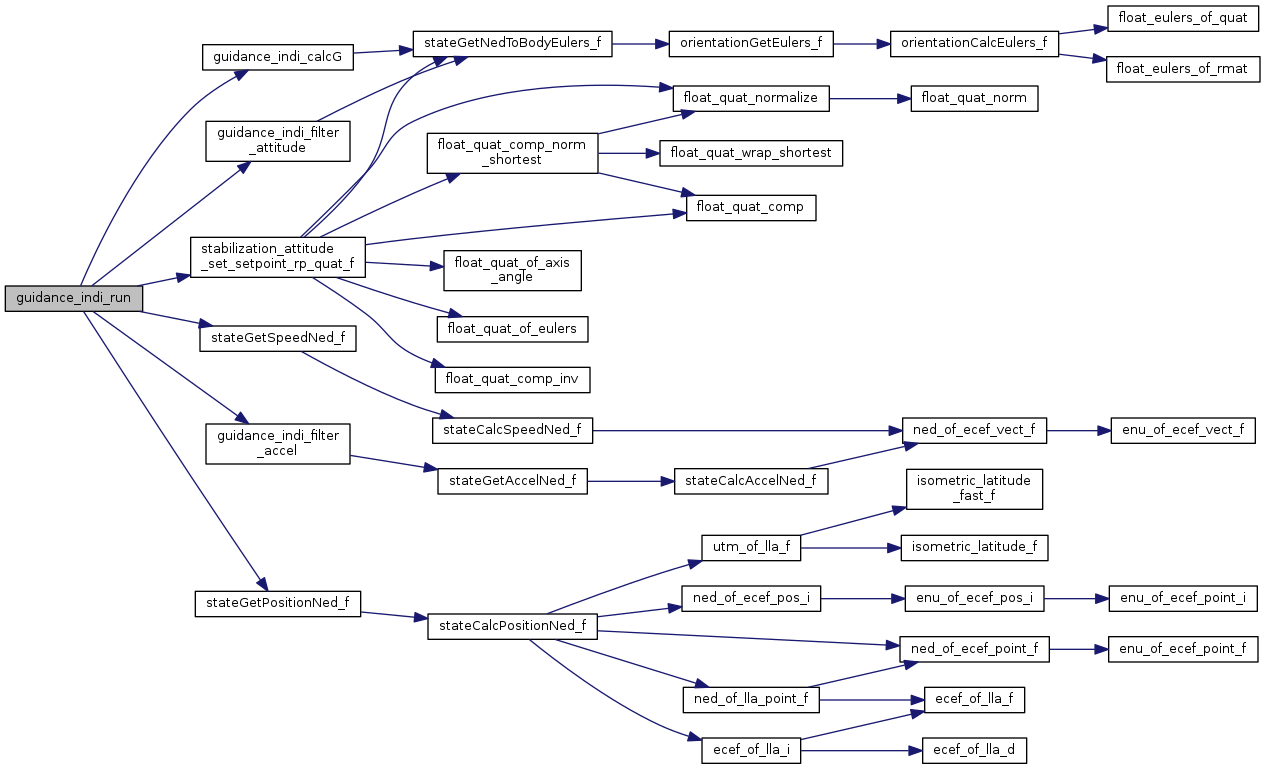 guidance_indi_run
guidance_indi_calcG
guidance_indi_filter
_attitude
stabilization_attitude
_set_setpoint_rp_quat_f
stateGetSpeedNed_f
guidance_indi_filter
_accel
stateGetPositionNed_f
stateGetNedToBodyEulers_f
float_quat_comp_norm
_shortest
float_quat_of_axis
_angle
float_quat_of_eulers
float_quat_comp_inv
stateCalcSpeedNed_f
stateGetAccelNed_f
stateCalcPositionNed_f
orientationGetEulers_f
float_quat_normalize
float_quat_wrap_shortest
float_quat_comp
stateCalcAccelNed_f
utm_of_lla_f
ned_of_ecef_pos_i
ned_of_lla_point_f
ecef_of_lla_i
orientationCalcEulers_f
float_quat_norm
ned_of_ecef_vect_f
isometric_latitude
_fast_f
isometric_latitude_f
enu_of_ecef_pos_i
ned_of_ecef_point_f
ecef_of_lla_f
ecef_of_lla_d
float_eulers_of_quat
float_eulers_of_rmat
enu_of_ecef_vect_f
enu_of_ecef_point_i
enu_of_ecef_point_f